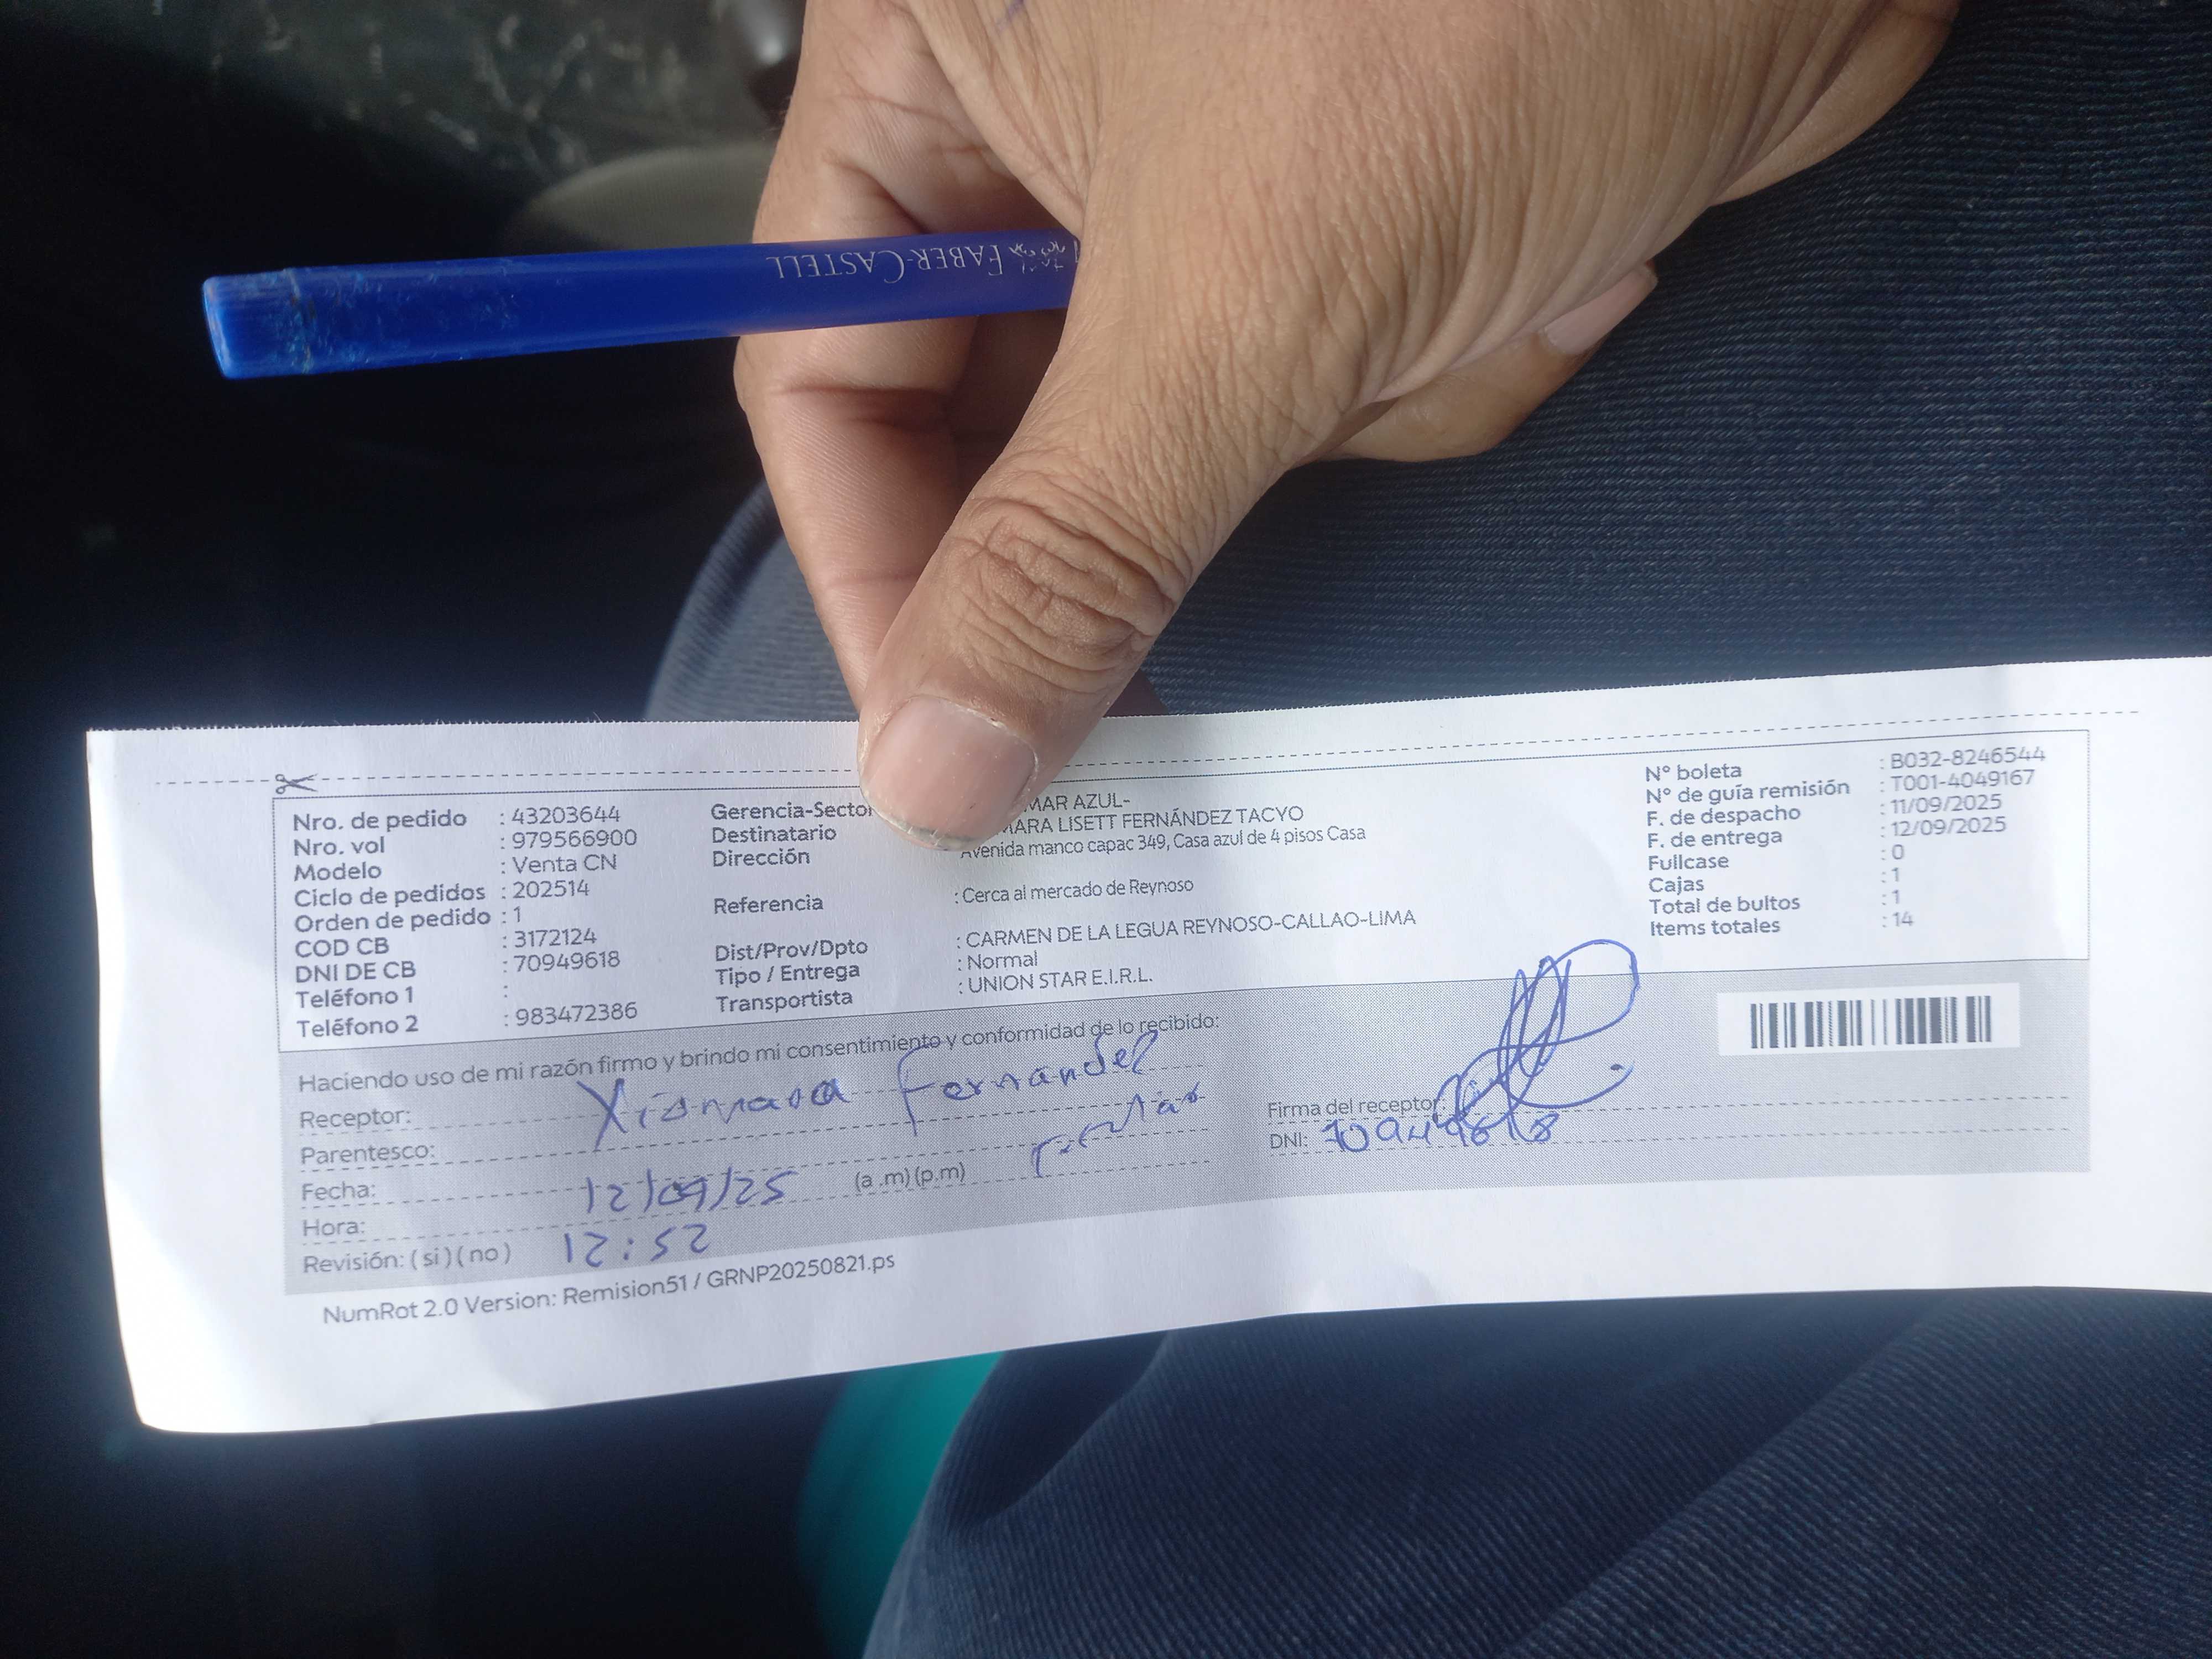 FABER-CASTELL
Nro. de pedido : 43203644
Nro. vol : 979566900
Modelo : Venta CN
Ciclo de pedidos : 202514
Orden de pedido : 1
COD CB : 3172124
DNI DE CB : 70949618
Teléfono 1 :
Teléfono 2 : 983472386
Gerencia-Sector MAR AZUL-
Destinatario MARA LISETT FERNÁNDEZ TACYO
Dirección Avenida manco capac 349, Casa azul de 4 pisos Casa
Referencia : Cerca al mercado de Reynoso
Dist/Prov/Dpto : CARMEN DE LA LEGUA REYNOSO-CALLAO-LIMA
Tipo / Entrega : Normal
Transportista : UNION STAR E.I.R.L.
N° boleta : B032-8246544
N° de guía remisión : T001-4049167
F. de despacho : 11/09/2025
F. de entrega : 12/09/2025
Fullcase : 0
Cajas : 1
Total de bultos : 1
Items totales : 14
Haciendo uso de mi razón firmo y brindo mi consentimiento y conformidad de lo recibido:
Receptor: Xiomara Fernandez
Parentesco:
Fecha: 12/09/25 (a .m) (p.m)
Hora: 12:52
Revisión: ( si ) ( no )
Firma del receptor:
DNI: 70949618
NumRot 2.0 Version: Remision51 / GRNP20250821.ps